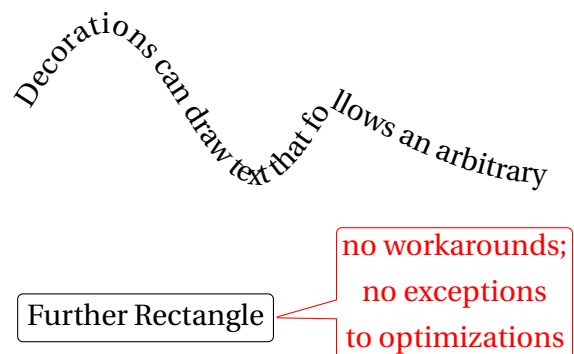 Decorations can draw text that follows an arbitrary
no workarounds;
no exceptions
Further Rectangle
to optimizations